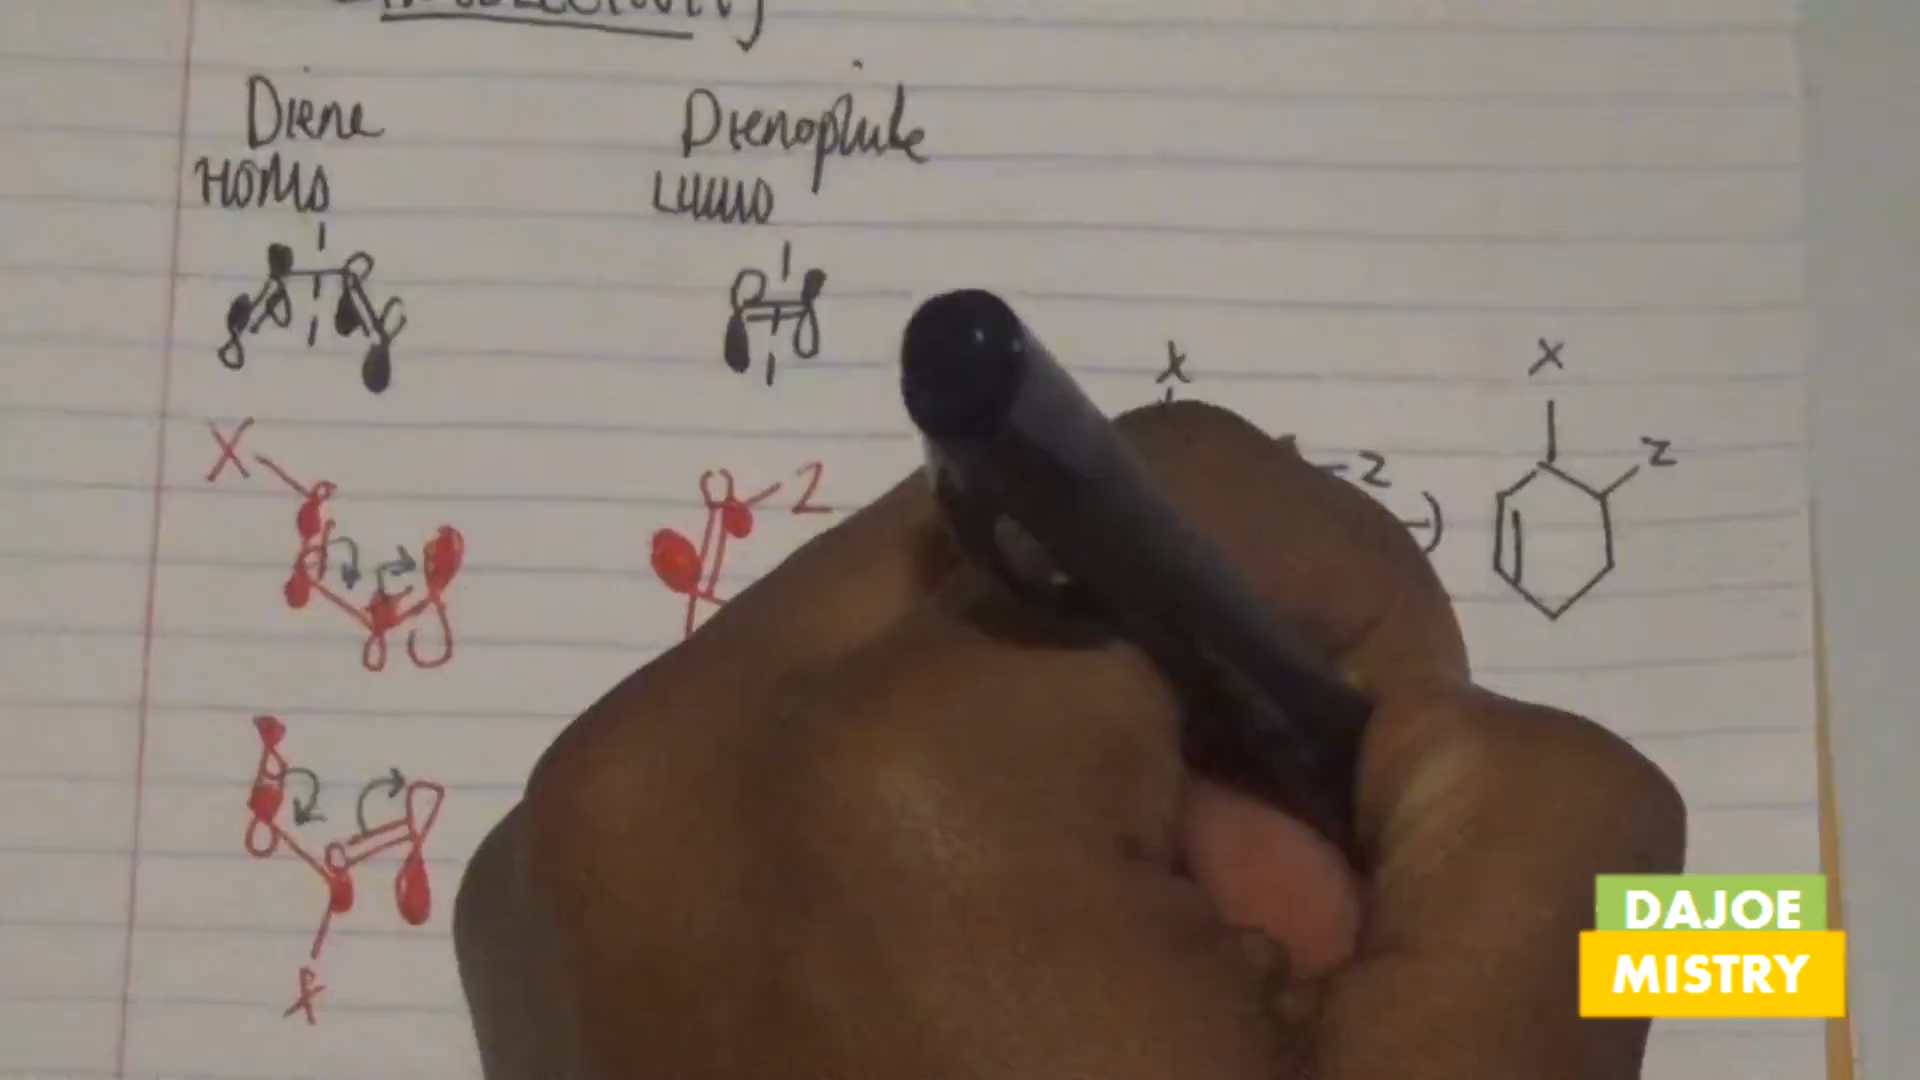 Diene
Dienophile
HOMO
LUMO
X
Z
X
Z
X
Z
X
DAJOE
MISTRY